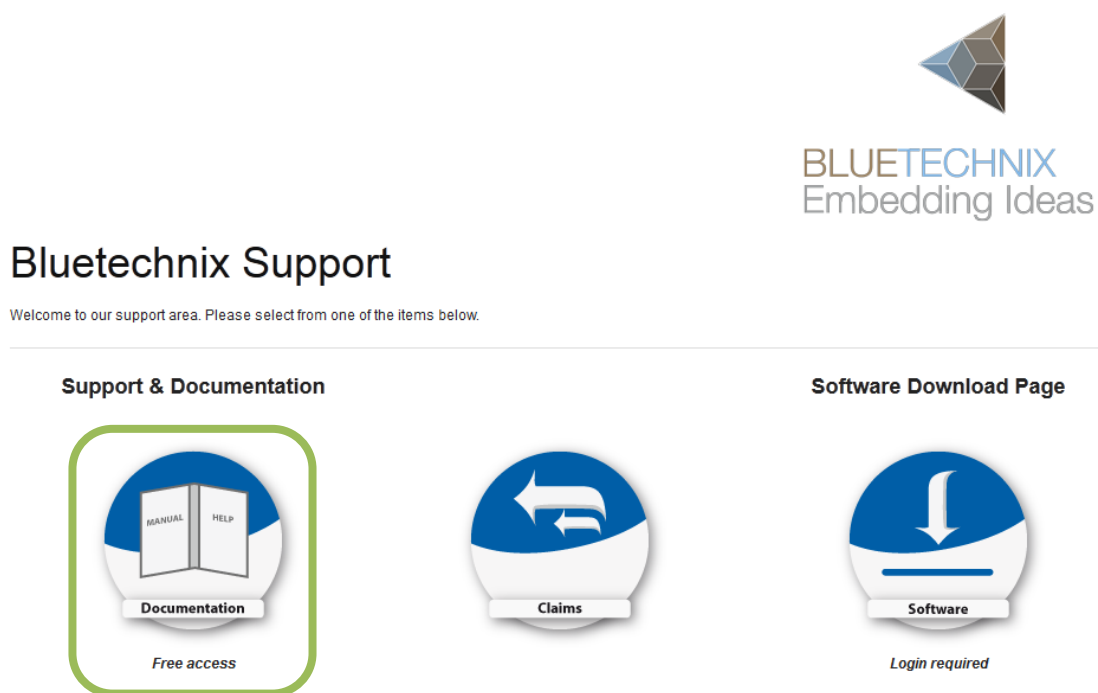 BLUETECHNIX
Embedding Ideas
Bluetechnix Support
Welcome to our support area. Please select from one of the items below.
Support & Documentation
Software Download Page
MANUAL
HELP
Documentation
Claims
Software
Free access
Login required